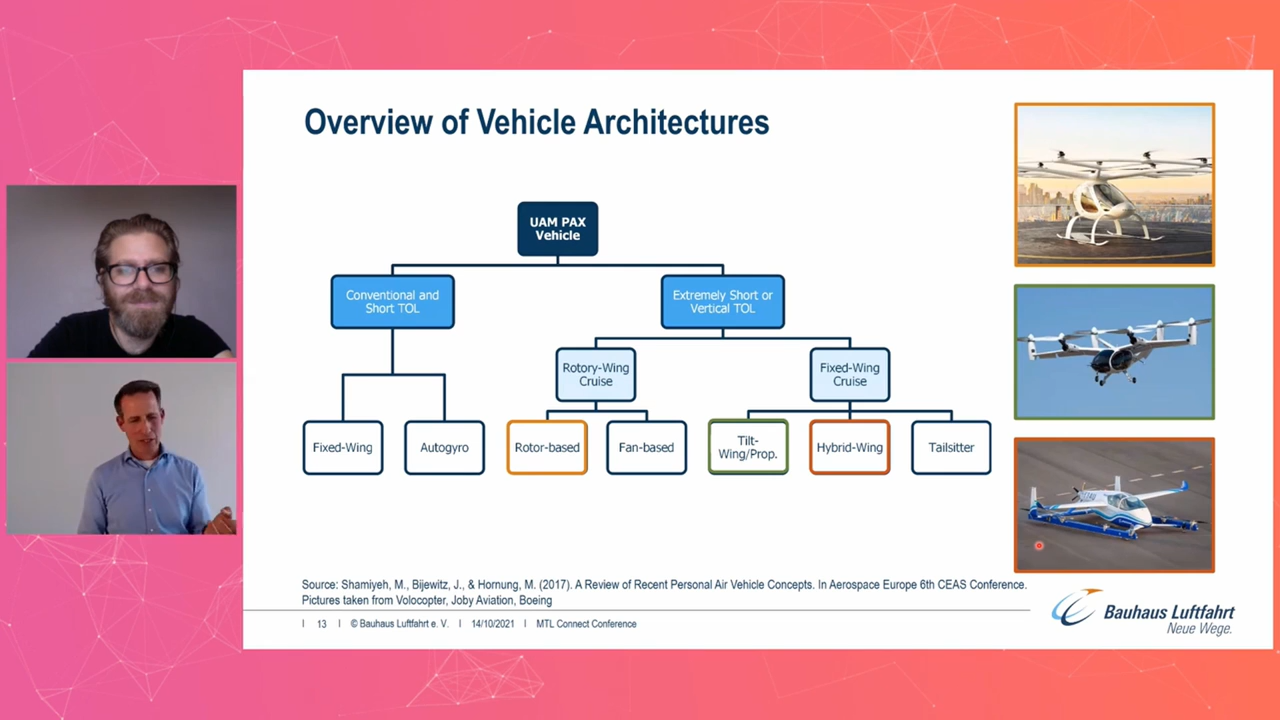 Overview of Vehicle Architectures
UAM PAX
Vehicle
Conventional and
Short TOL
Extremely Short or
Vertical TOL
Rotory-Wing
Cruise
Fixed-Wing
Cruise
Fixed-Wing
Autogyro
Rotor-based
Fan-based
Tilt-
Wing/Prop.
Hybrid-Wing
Tailsitter
Source: Shamiyeh, M., Bijewitz, J., & Hornung, M. (2017). A Review of Recent Personal Air Vehicle Concepts. In Aerospace Europe 6th CEAS Conference.
Pictures taken from Volocopter, Joby Aviation, Boeing
| 13 | © Bauhaus Luftfahrt e. V. | 14/10/2021 | MTL Connect Conference
Bauhaus Luftfahrt
Neue Wege.